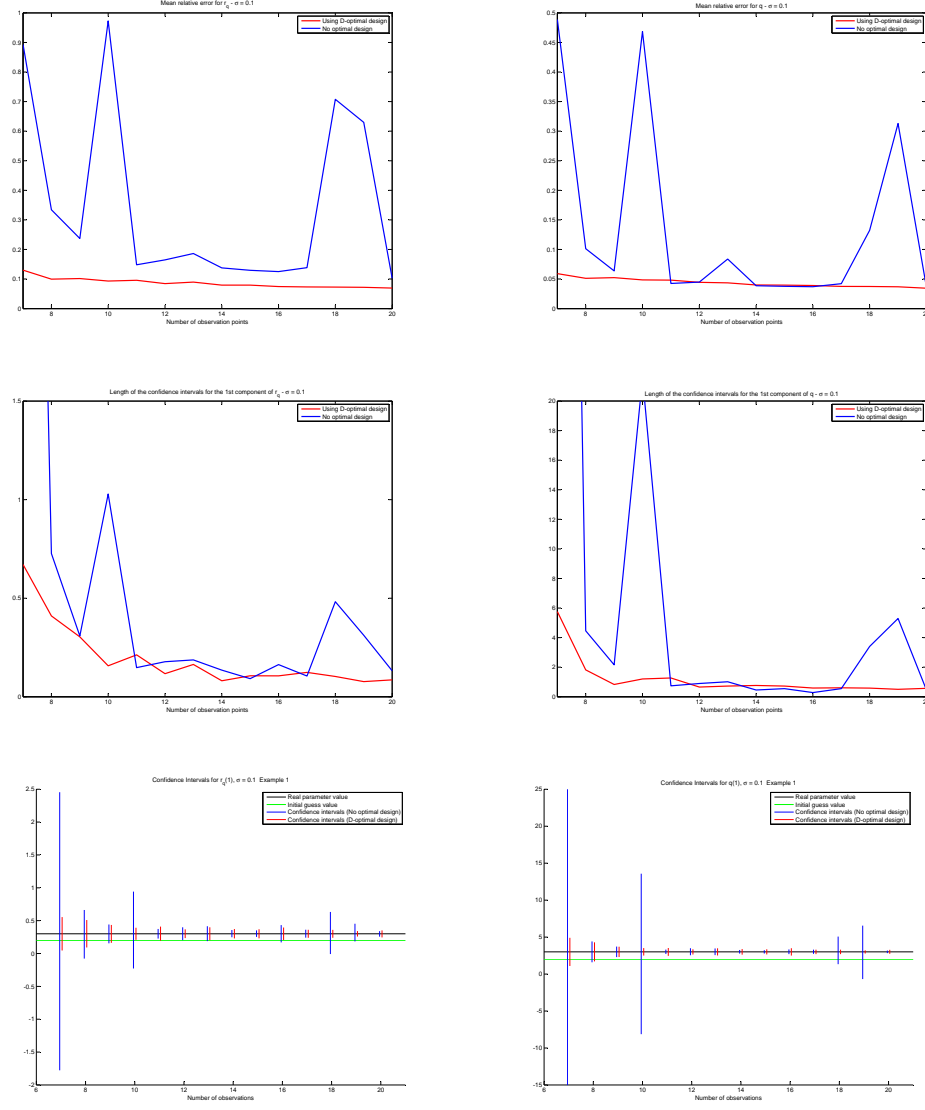 Mean relative error for r_q - σ = 0.1
Using D-optimal design
No optimal design
1
0.9
0.8
0.7
0.6
0.5
0.4
0.3
0.2
0.1
0
8 10 12 14 16 18 20
Number of observation points
Mean relative error for q - σ = 0.1
Using D-optimal design
No optimal design
0.5
0.45
0.4
0.35
0.3
0.25
0.2
0.15
0.1
0.05
0
8 10 12 14 16 18 20
Number of observation points
Length of the confidence intervals for the 1st component of r_q - σ = 0.1
Using D-optimal design
No optimal design
1.5
1
0.5
0
8 10 12 14 16 18 20
Number of observation points
Length of the confidence intervals for the 1st component of q - σ = 0.1
Using D-optimal design
No optimal design
20
18
16
14
12
10
8
6
4
2
0
8 10 12 14 16 18 20
Number of observation points
Confidence Intervals for r_q(1), σ = 0.1 Example 1
Real parameter value
Initial guess value
Confidence intervals (No optimal design)
Confidence intervals (D-optimal design)
2.5
2
1.5
1
0.5
0
-0.5
-1
-1.5
-2
6 8 10 12 14 16 18 20
Number of observations
Confidence Intervals for q(1), σ = 0.1 Example 1
Real parameter value
Initial guess value
Confidence intervals (No optimal design)
Confidence intervals (D-optimal design)
25
20
15
10
5
0
-5
-10
-15
6 8 10 12 14 16 18 20
Number of observations